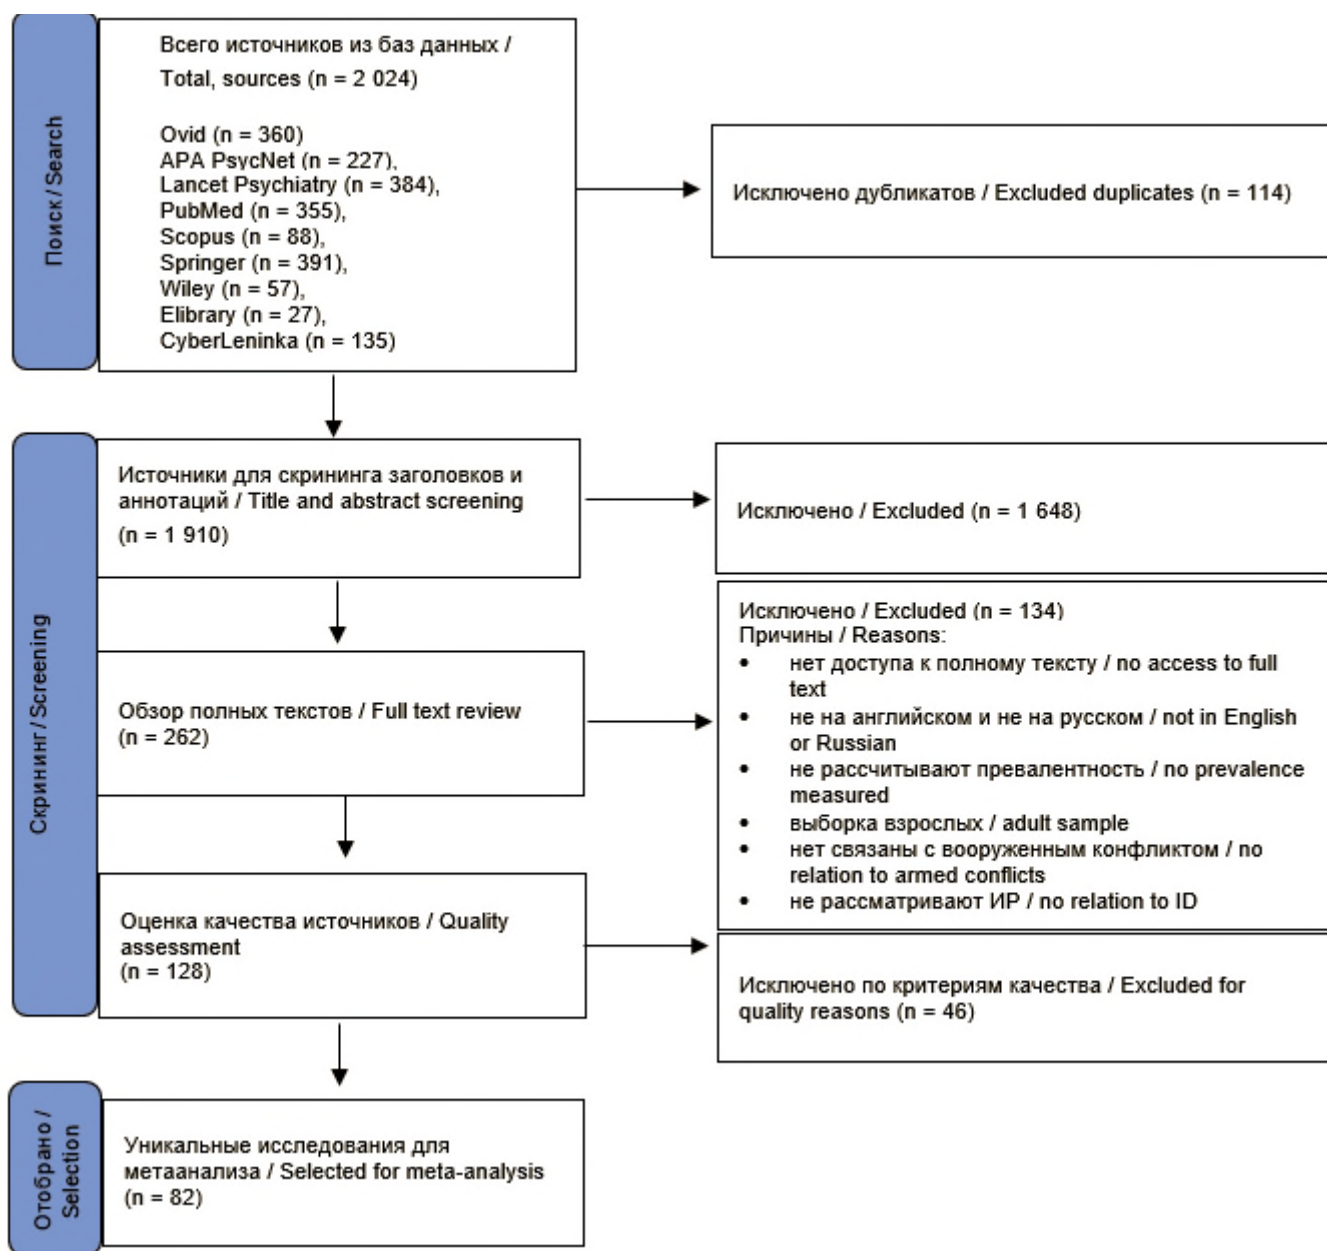 Поиск / Search
Всего источников из баз данных /
Total, sources (n = 2 024)
Ovid (n = 360)
APA PsycNet (n = 227),
Lancet Psychiatry (n = 384),
PubMed (n = 355),
Scopus (n = 88),
Springer (n = 391),
Wiley (n = 57),
Elibrary (n = 27),
CyberLeninka (n = 135)
Исключено дубликатов / Excluded duplicates (n = 114)
Скрининг / Screening
Источники для скрининга заголовков и
аннотаций / Title and abstract screening
(n = 1 910)
Исключено / Excluded (n = 1 648)
Обзор полных текстов / Full text review
(n = 262)
Исключено / Excluded (n = 134)
Причины / Reasons:
• нет доступа к полному тексту / no access to full
text
• не на английском и не на русском / not in English
or Russian
• не рассчитывают превалентность / no prevalence
measured
• выборка взрослых / adult sample
• нет связаны с вооруженным конфликтом / no
relation to armed conflicts
• не рассматривают ИР / no relation to ID
Оценка качества источников / Quality
assessment
(n = 128)
Исключено по критериям качества / Excluded for
quality reasons (n = 46)
Отобрано /
Selection
Уникальные исследования для
метаанализа / Selected for meta-analysis
(n = 82)